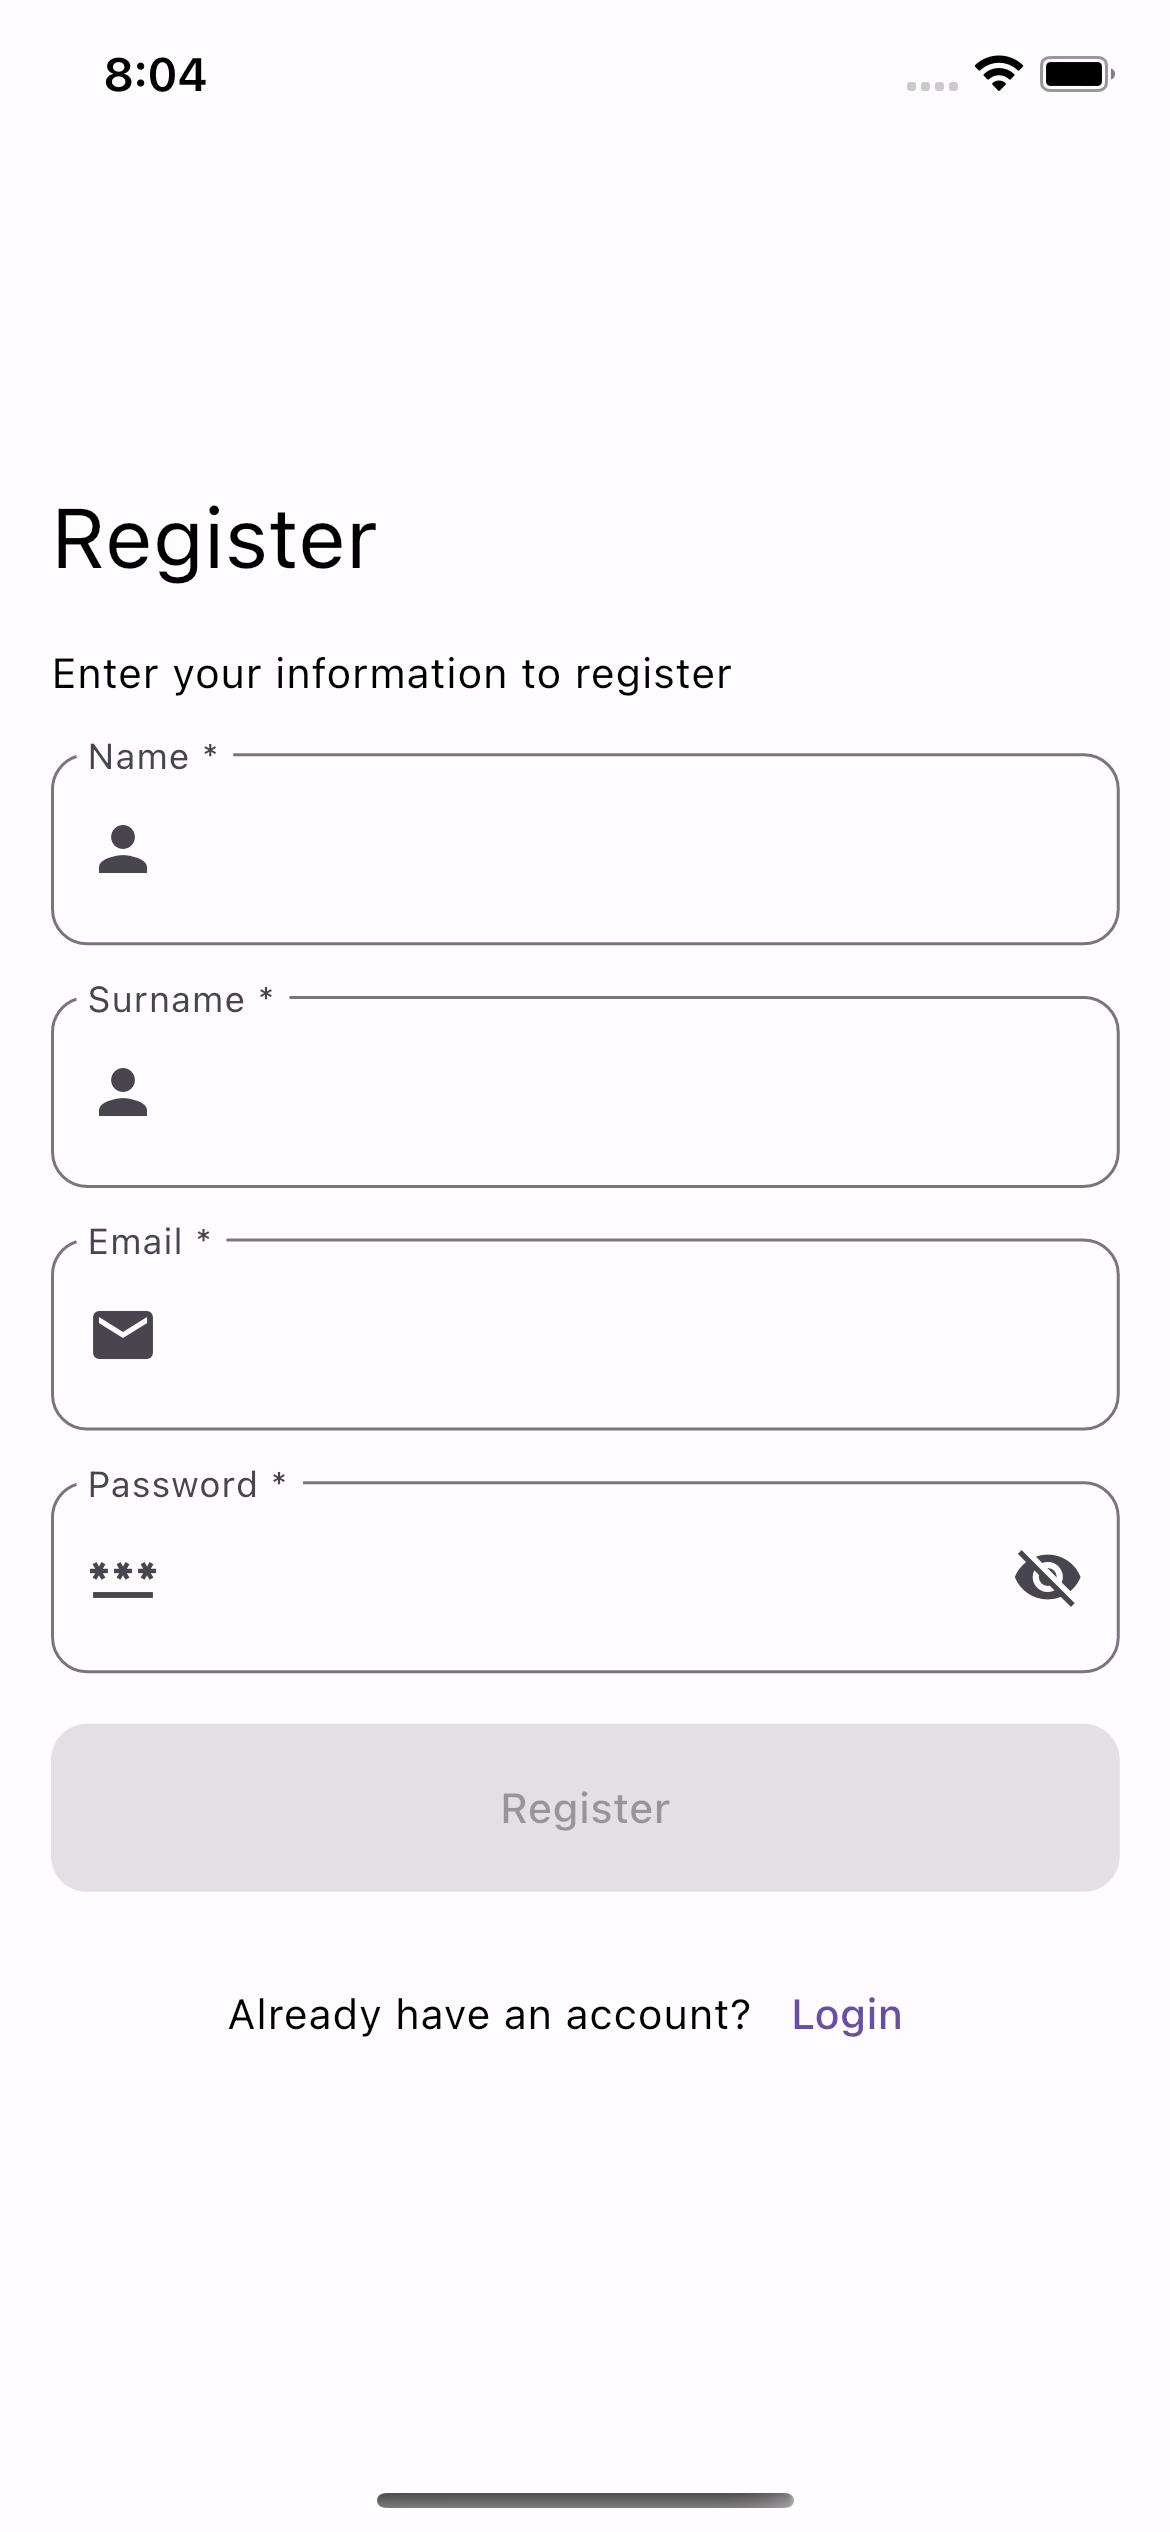 8:04
Register
Enter your information to register
Name *
Surname *
Email *
Password *
Register
Already have an account? Login